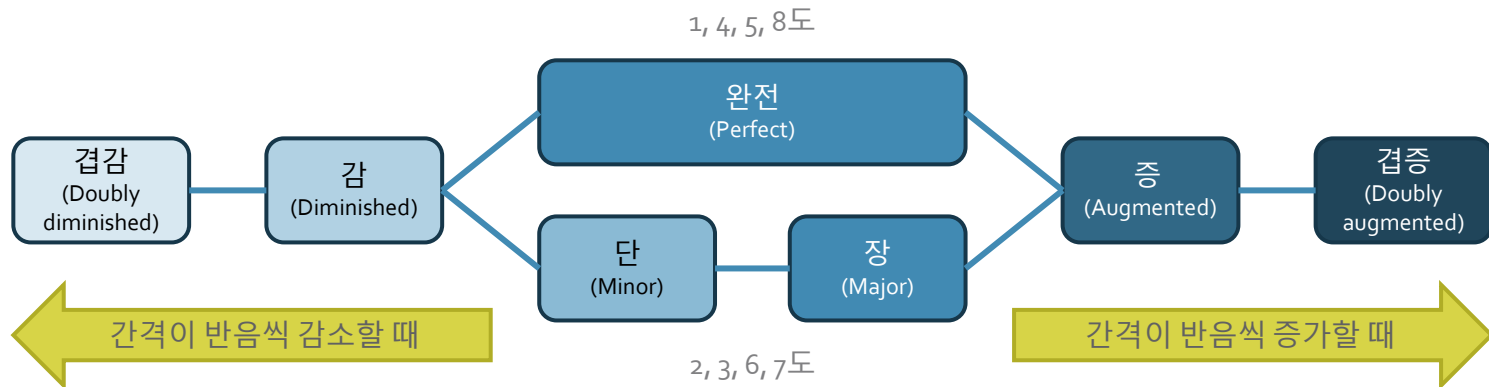 1, 4, 5, 8도
완전
(Perfect)
겹감
(Doubly
diminished)
감
(Diminished)
증
(Augmented)
겹증
(Doubly
augmented)
단
(Minor)
장
(Major)
간격이 반음씩 감소할 때
간격이 반음씩 증가할 때
2, 3, 6, 7도